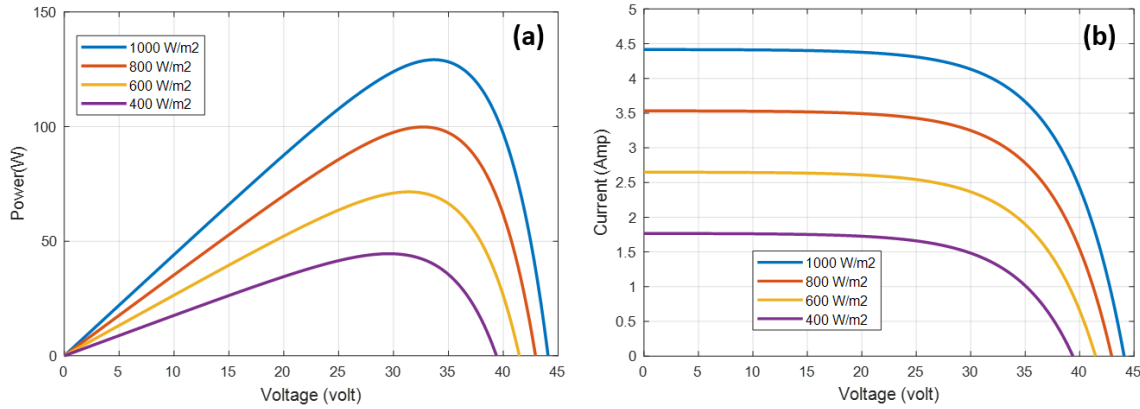 (a)
150
100
50
0
Power(W)
1000 W/m2
800 W/m2
600 W/m2
400 W/m2
0 5 10 15 20 25 30 35 40 45
Voltage (volt)
(b)
5
4.5
4
3.5
3
2.5
2
1.5
1
0.5
0
Current (Amp)
1000 W/m2
800 W/m2
600 W/m2
400 W/m2
0 5 10 15 20 25 30 35 40 45
Voltage (volt)